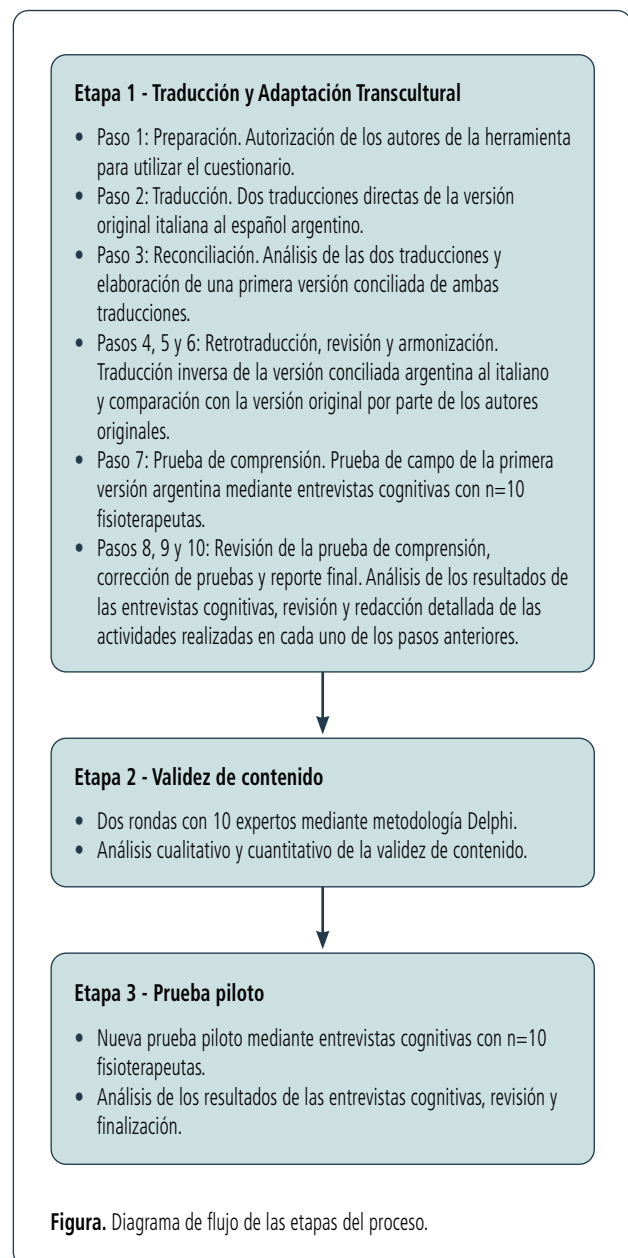 Etapa 1 - Traducción y Adaptación Transcultural
• Paso 1: Preparación. Autorización de los autores de la herramienta
para utilizar el cuestionario.
• Paso 2: Traducción. Dos traducciones directas de la versión
original italiana al español argentino.
• Paso 3: Reconciliación. Análisis de las dos traducciones y
elaboración de una primera versión conciliada de ambas
traducciones.
• Pasos 4, 5 y 6: Retrotraducción, revisión y armonización.
Traducción inversa de la versión conciliada argentina al italiano
y comparación con la versión original por parte de los autores
originales.
• Paso 7: Prueba de comprensión. Prueba de campo de la primera
versión argentina mediante entrevistas cognitivas con n=10
fisioterapeutas.
• Pasos 8, 9 y 10: Revisión de la prueba de comprensión,
corrección de pruebas y reporte final. Análisis de los resultados de
las entrevistas cognitivas, revisión y redacción detallada de las
actividades realizadas en cada uno de los pasos anteriores.
Etapa 2 - Validez de contenido
• Dos rondas con 10 expertos mediante metodología Delphi.
• Análisis cualitativo y cuantitativo de la validez de contenido.
Etapa 3 - Prueba piloto
• Nueva prueba piloto mediante entrevistas cognitivas con n=10
fisioterapeutas.
• Análisis de los resultados de las entrevistas cognitivas, revisión y
finalización.
Figura. Diagrama de flujo de las etapas del proceso.